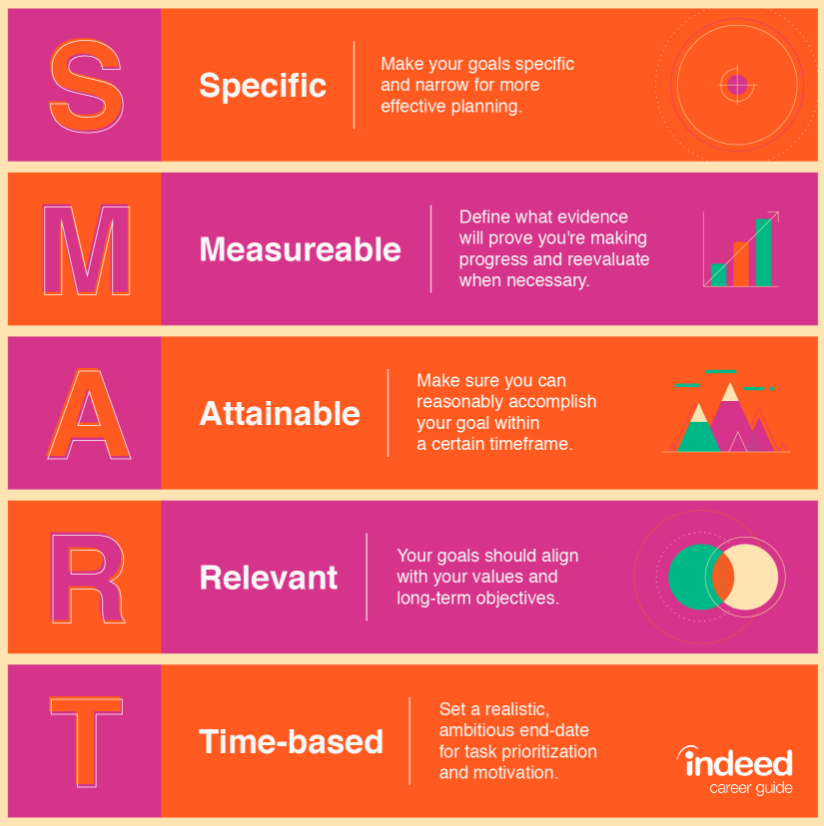 S
Specific
Make your goals specific
and narrow for more
effective planning.
M
Measureable
Define what evidence
will prove you're making
progress and reevaluate
when necessary.
A
Attainable
Make sure you can
reasonably accomplish
your goal within
a certain timeframe.
R
Relevant
Your goals should align
with your values and
long-term objectives.
T
Time-based
Set a realistic,
ambitious end-date
for task prioritization
and motivation.
indeed
career guide